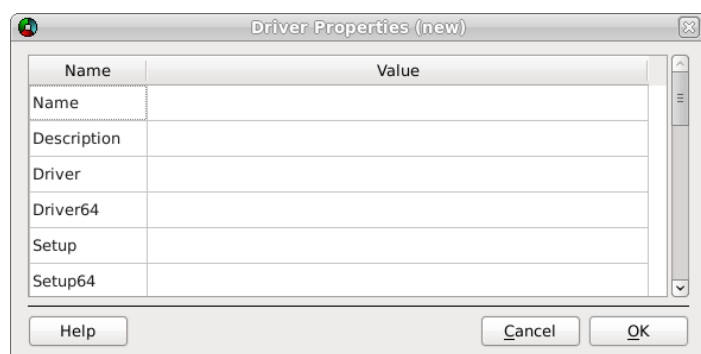 Driver Properties (new)
Name Value
Name
Description
Driver
Driver64
Setup
Setup64
Help Cancel OK